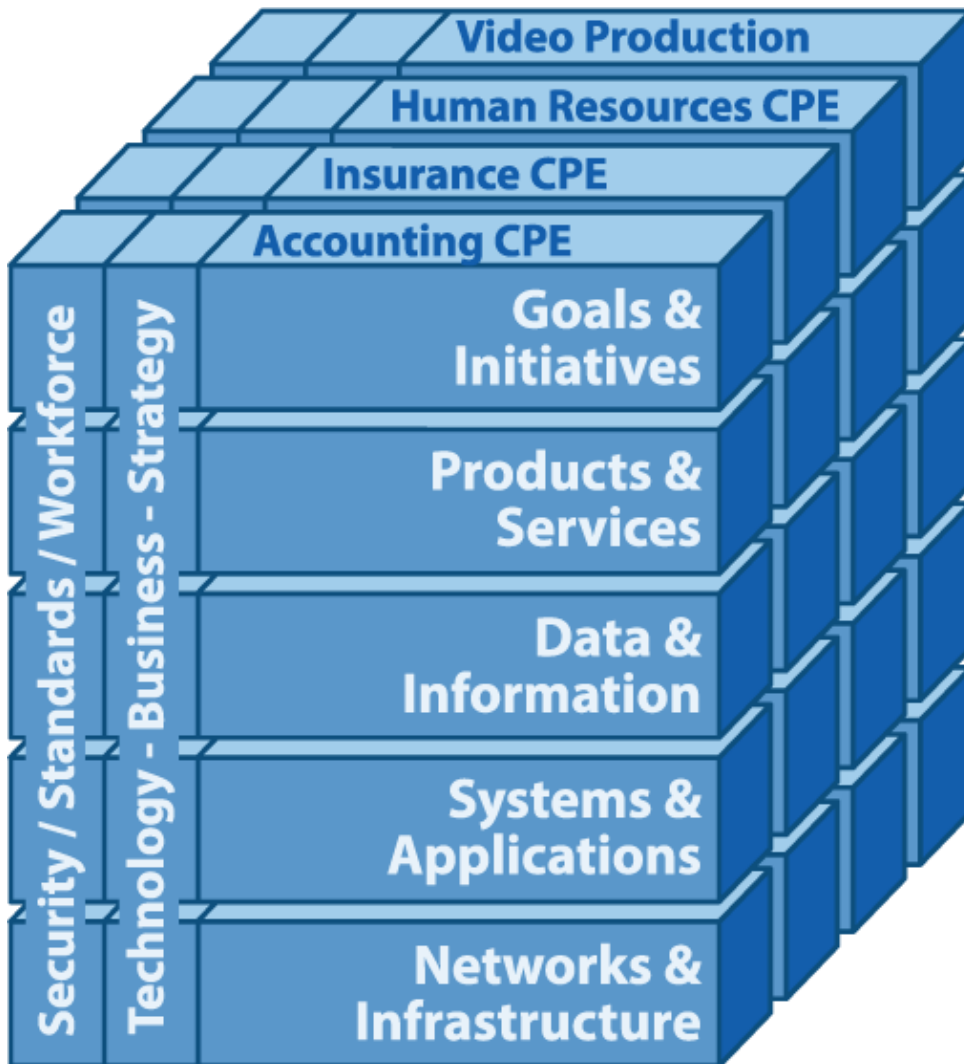 Video Production
Human Resources CPE
Insurance CPE
Accounting CPE
Security / Standards / Workforce
Technology - Business - Strategy
Goals &
Initiatives
Products &
Services
Data &
Information
Systems &
Applications
Networks &
Infrastructure